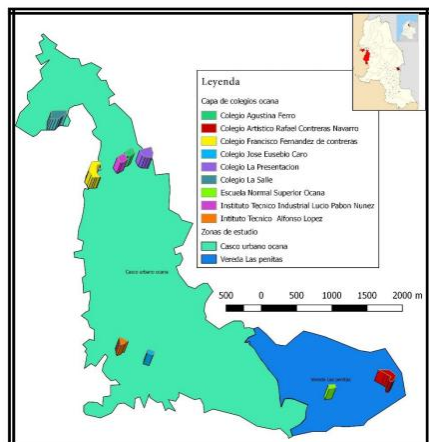 Leyenda
Capa de colegios ocana
Colegio Agustina Ferro
Colegio Artistico Rafael Contreras Navarro
Colegio Francisco Fernandez de contreras
Colegio Jose Eusebio Caro
Colegio La Presentacion
Colegio La Salle
Escuela Normal Superior Ocana
Instituto Tecnico Industrial Lucio Pabon Nunez
Intituto Tecnico Alfonso Lopez
Zonas de estudio
Casco urbano ocana
Vereda Las penitas
Casco urbano ocana
500 0 500 1000 1500 2000 m
Vereda Las penitas